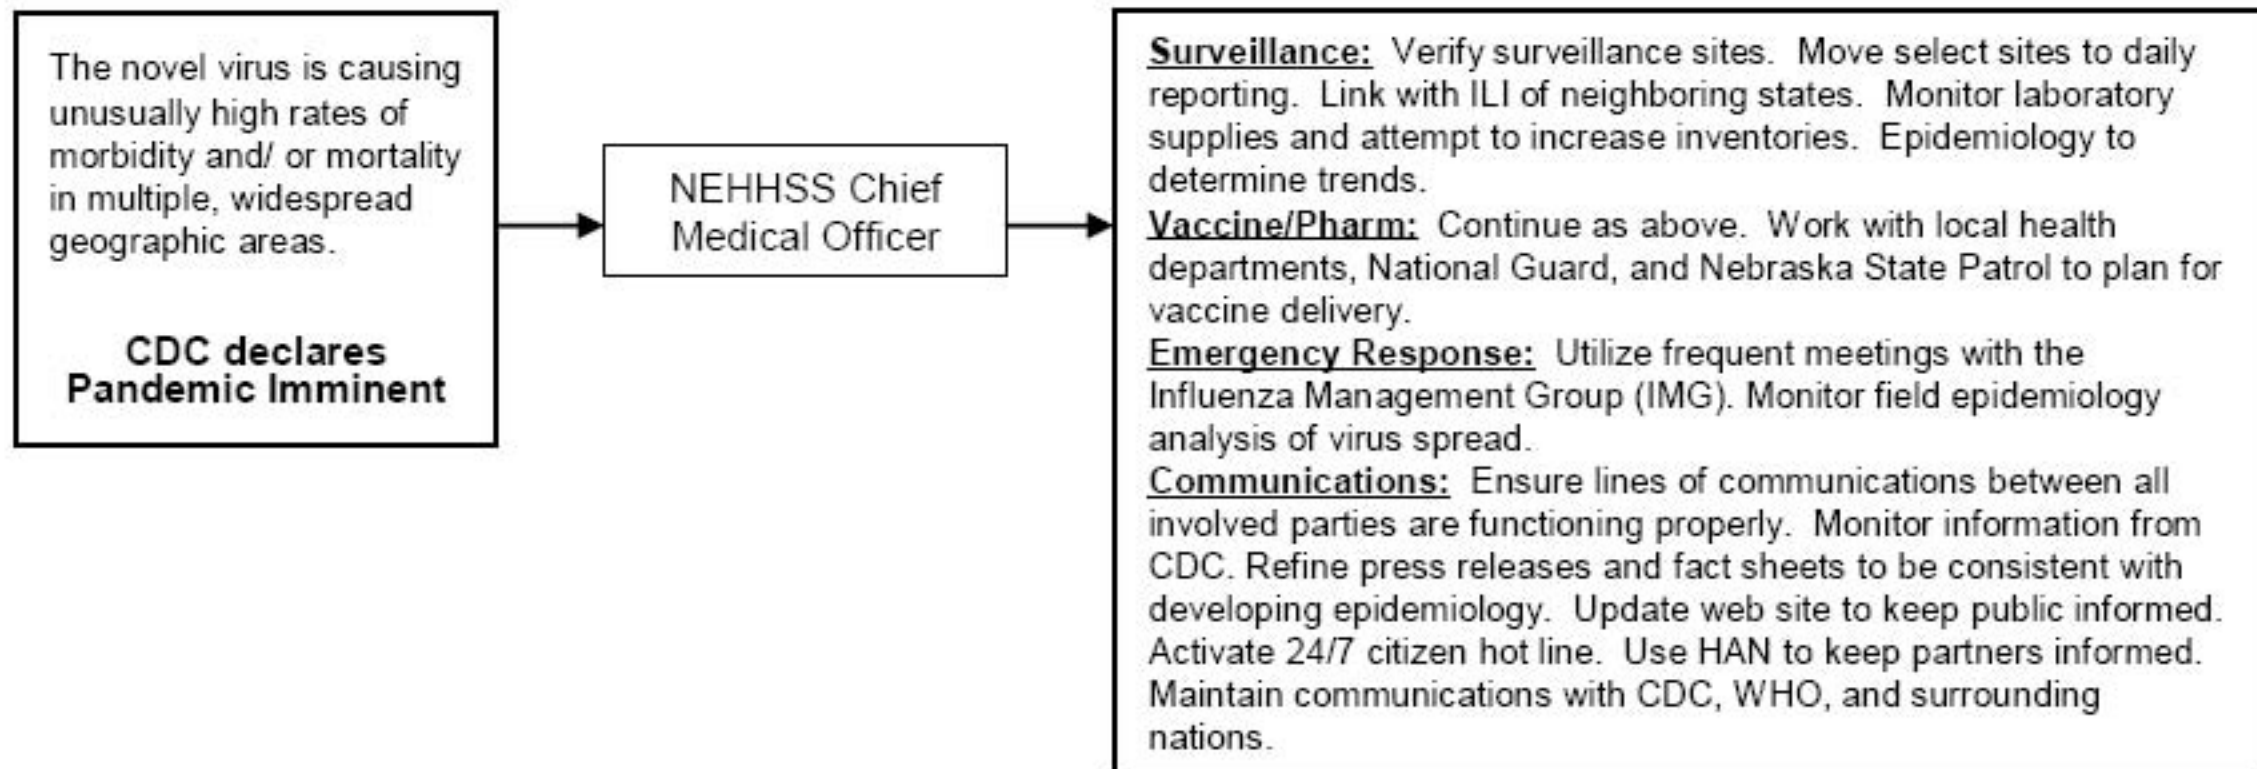 The novel virus is causing
unusually high rates of
morbidity and/ or mortality
in multiple, widespread
geographic areas.
CDC declares
Pandemic Imminent
NEHHSS Chief
Medical Officer
Surveillance: Verify surveillance sites. Move select sites to daily
reporting. Link with ILI of neighboring states. Monitor laboratory
supplies and attempt to increase inventories. Epidemiology to
determine trends.
Vaccine/Pharm: Continue as above. Work with local health
departments, National Guard, and Nebraska State Patrol to plan for
vaccine delivery.
Emergency Response: Utilize frequent meetings with the
Influenza Management Group (IMG). Monitor field epidemiology
analysis of virus spread.
Communications: Ensure lines of communications between all
involved parties are functioning properly. Monitor information from
CDC. Refine press releases and fact sheets to be consistent with
developing epidemiology. Update web site to keep public informed.
Activate 24/7 citizen hot line. Use HAN to keep partners informed.
Maintain communications with CDC, WHO, and surrounding
nations.